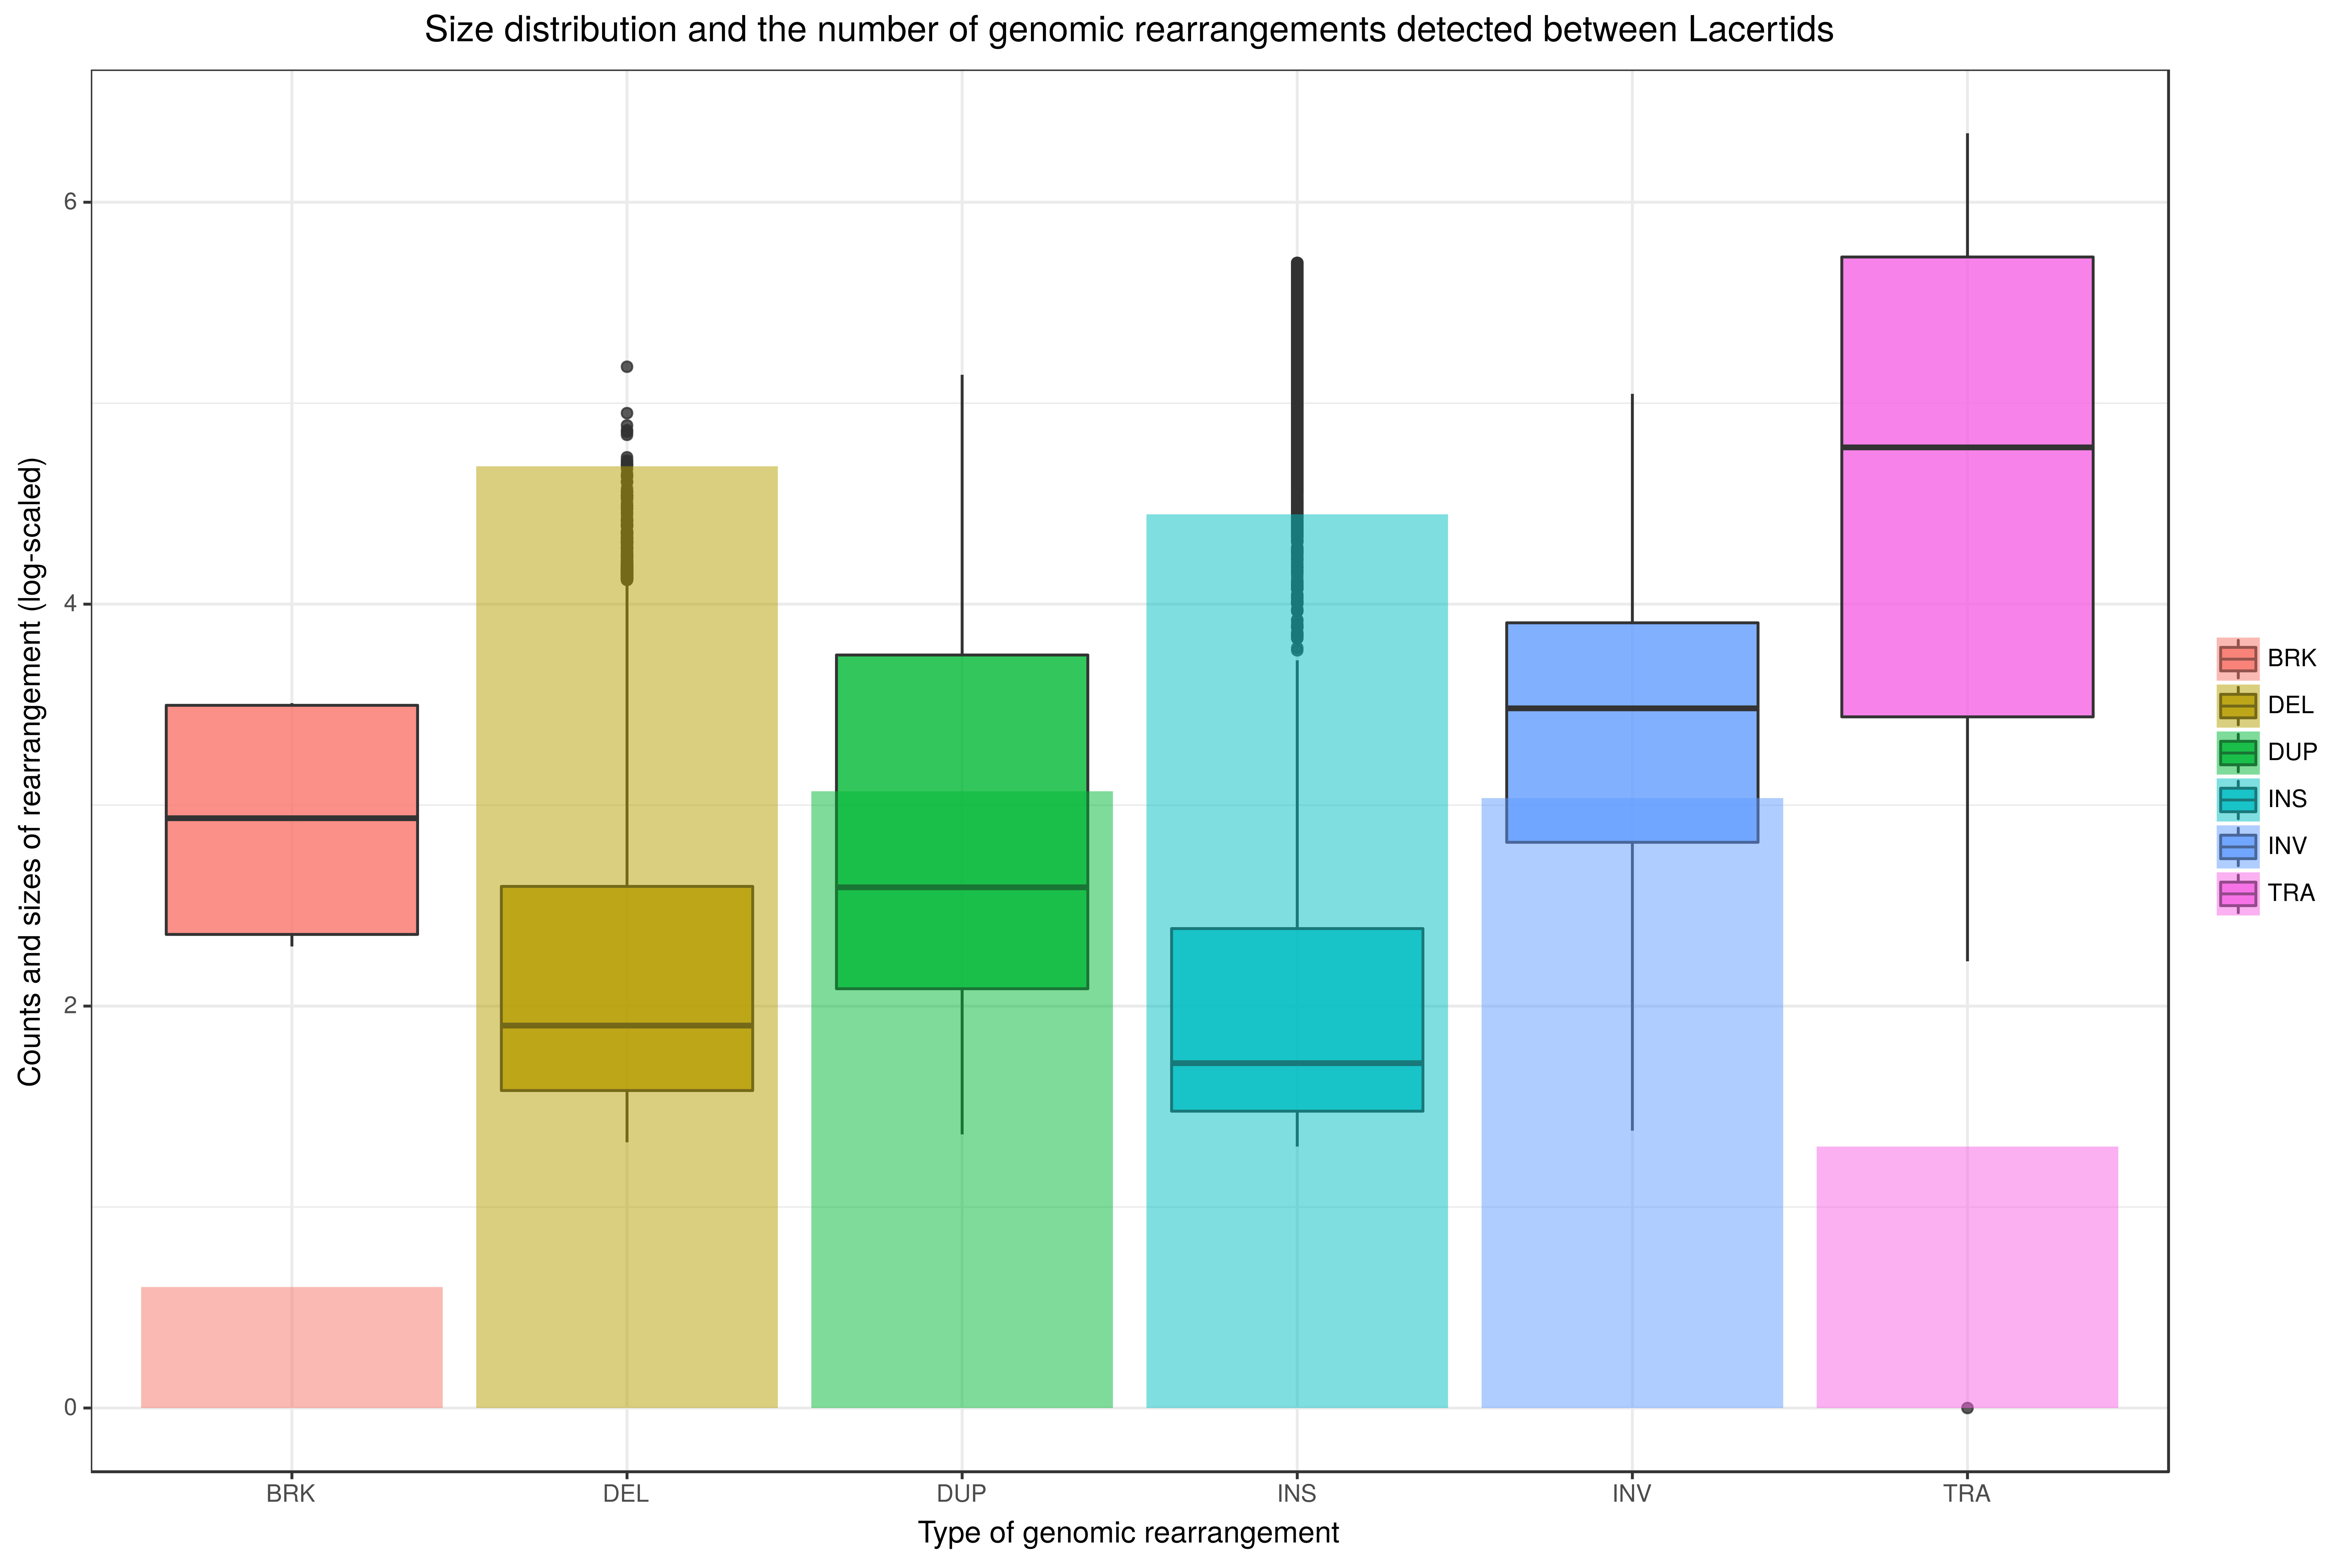 Size distribution and the number of genomic rearrangements detected between Lacertids
Counts and sizes of rearrangement (log-scaled)
6
4
2
0
BRK
DEL
DUP
INS
INV
TRA
Type of genomic rearrangement
BRK
DEL
DUP
INS
INV
TRA